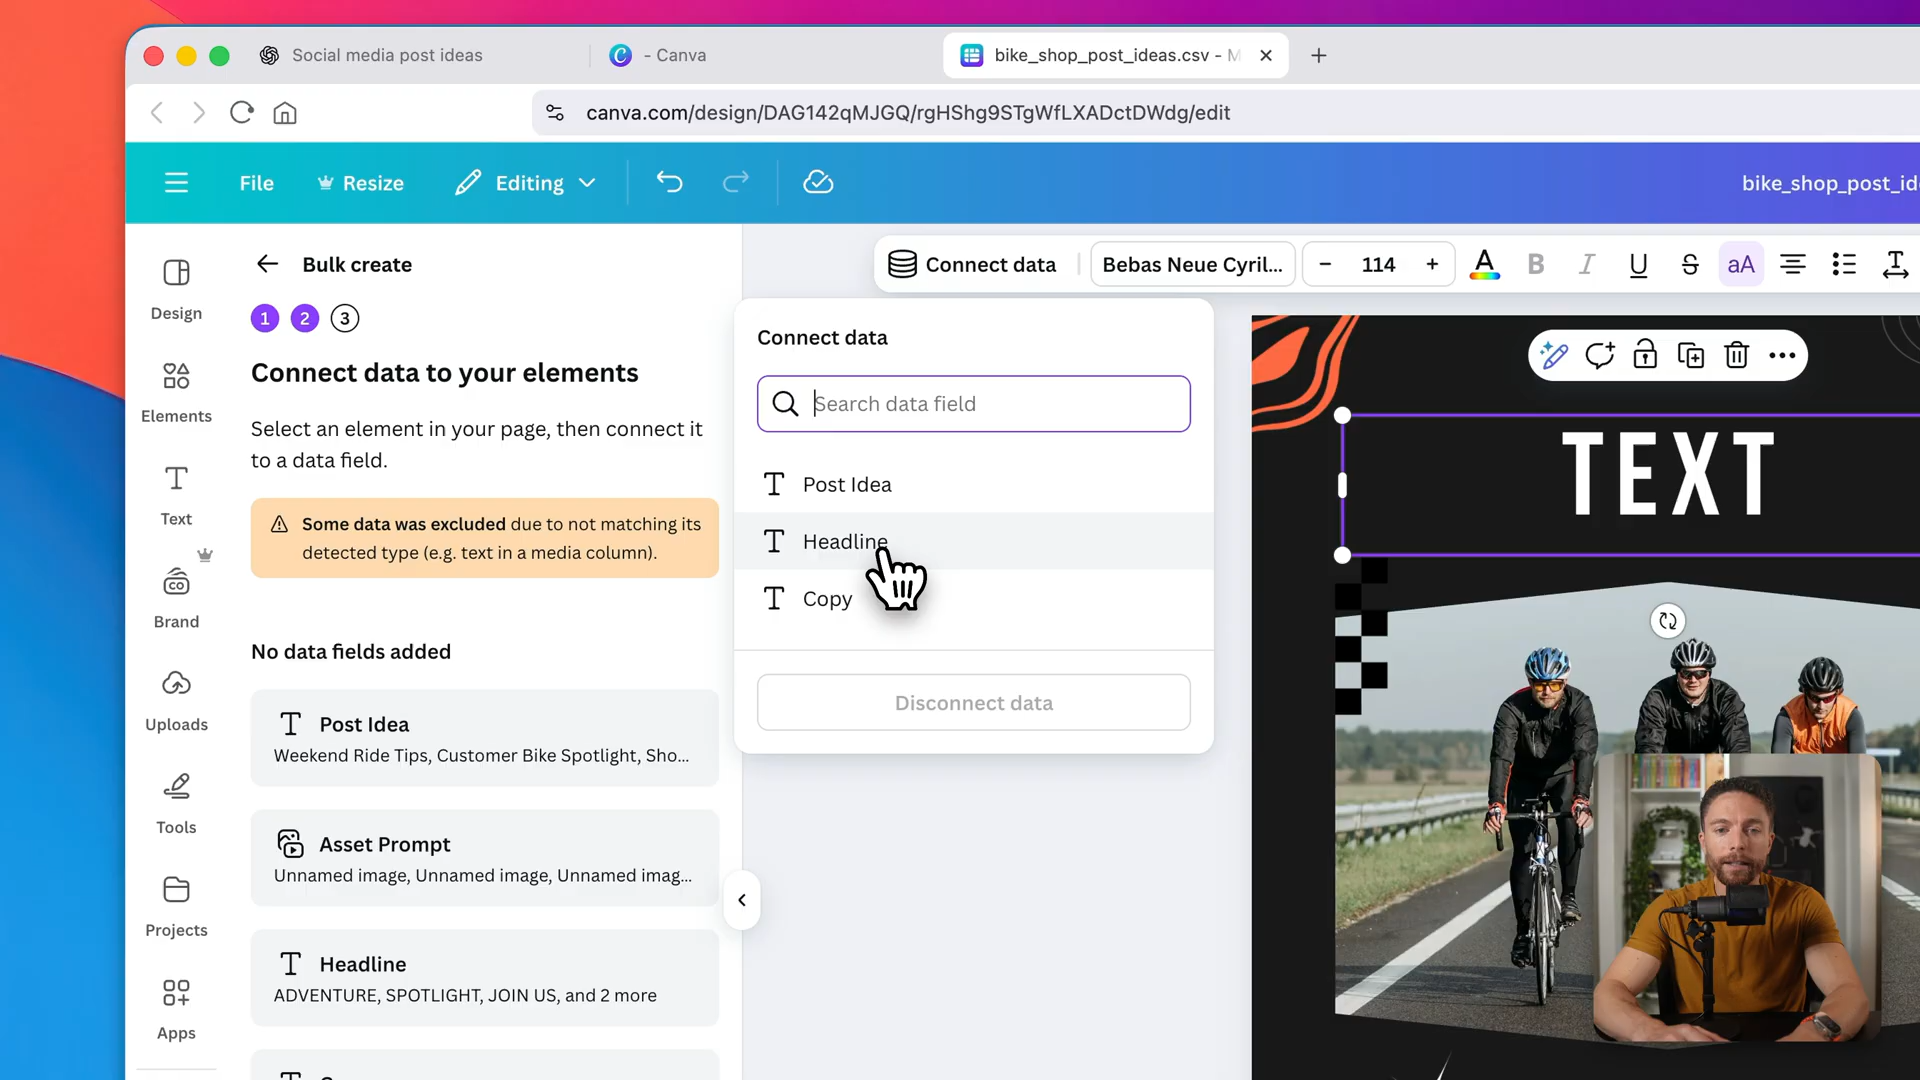 Social media post ideas
- Canva
bike_shop_post_ideas.csv - M
canva.com/design/DAG142qMJGQ/rgHShg9STgWfLXADctDWdg/edit
File
Resize
Editing
bike_shop_post_id
Design
Elements
Text
Brand
Uploads
Tools
Projects
Apps
Bulk create
1 2 3
Connect data to your elements
Select an element in your page, then connect it
to a data field.
Some data was excluded due to not matching its
detected type (e.g. text in a media column).
No data fields added
Post Idea
Weekend Ride Tips, Customer Bike Spotlight, Sho...
Asset Prompt
Unnamed image, Unnamed image, Unnamed imag...
Headline
ADVENTURE, SPOTLIGHT, JOIN US, and 2 more
Connect data
Bebas Neue Cyril...
– 114 +
B I U S aA
Connect data
Search data field
Post Idea
Headline
Copy
Disconnect data
TEXT